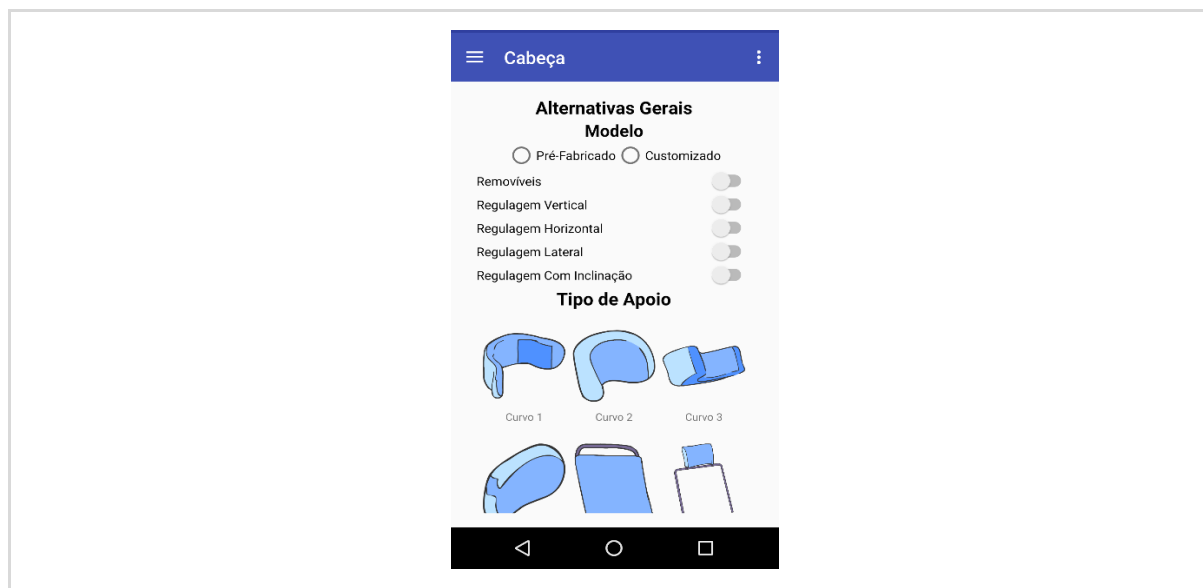 Cabeça
Alternativas Gerais
Modelo
Pré-Fabricado Customizado
Removíveis
Regulagem Vertical
Regulagem Horizontal
Regulagem Lateral
Regulagem Com Inclinação
Tipo de Apoio
Curvo 1 Curvo 2 Curvo 3